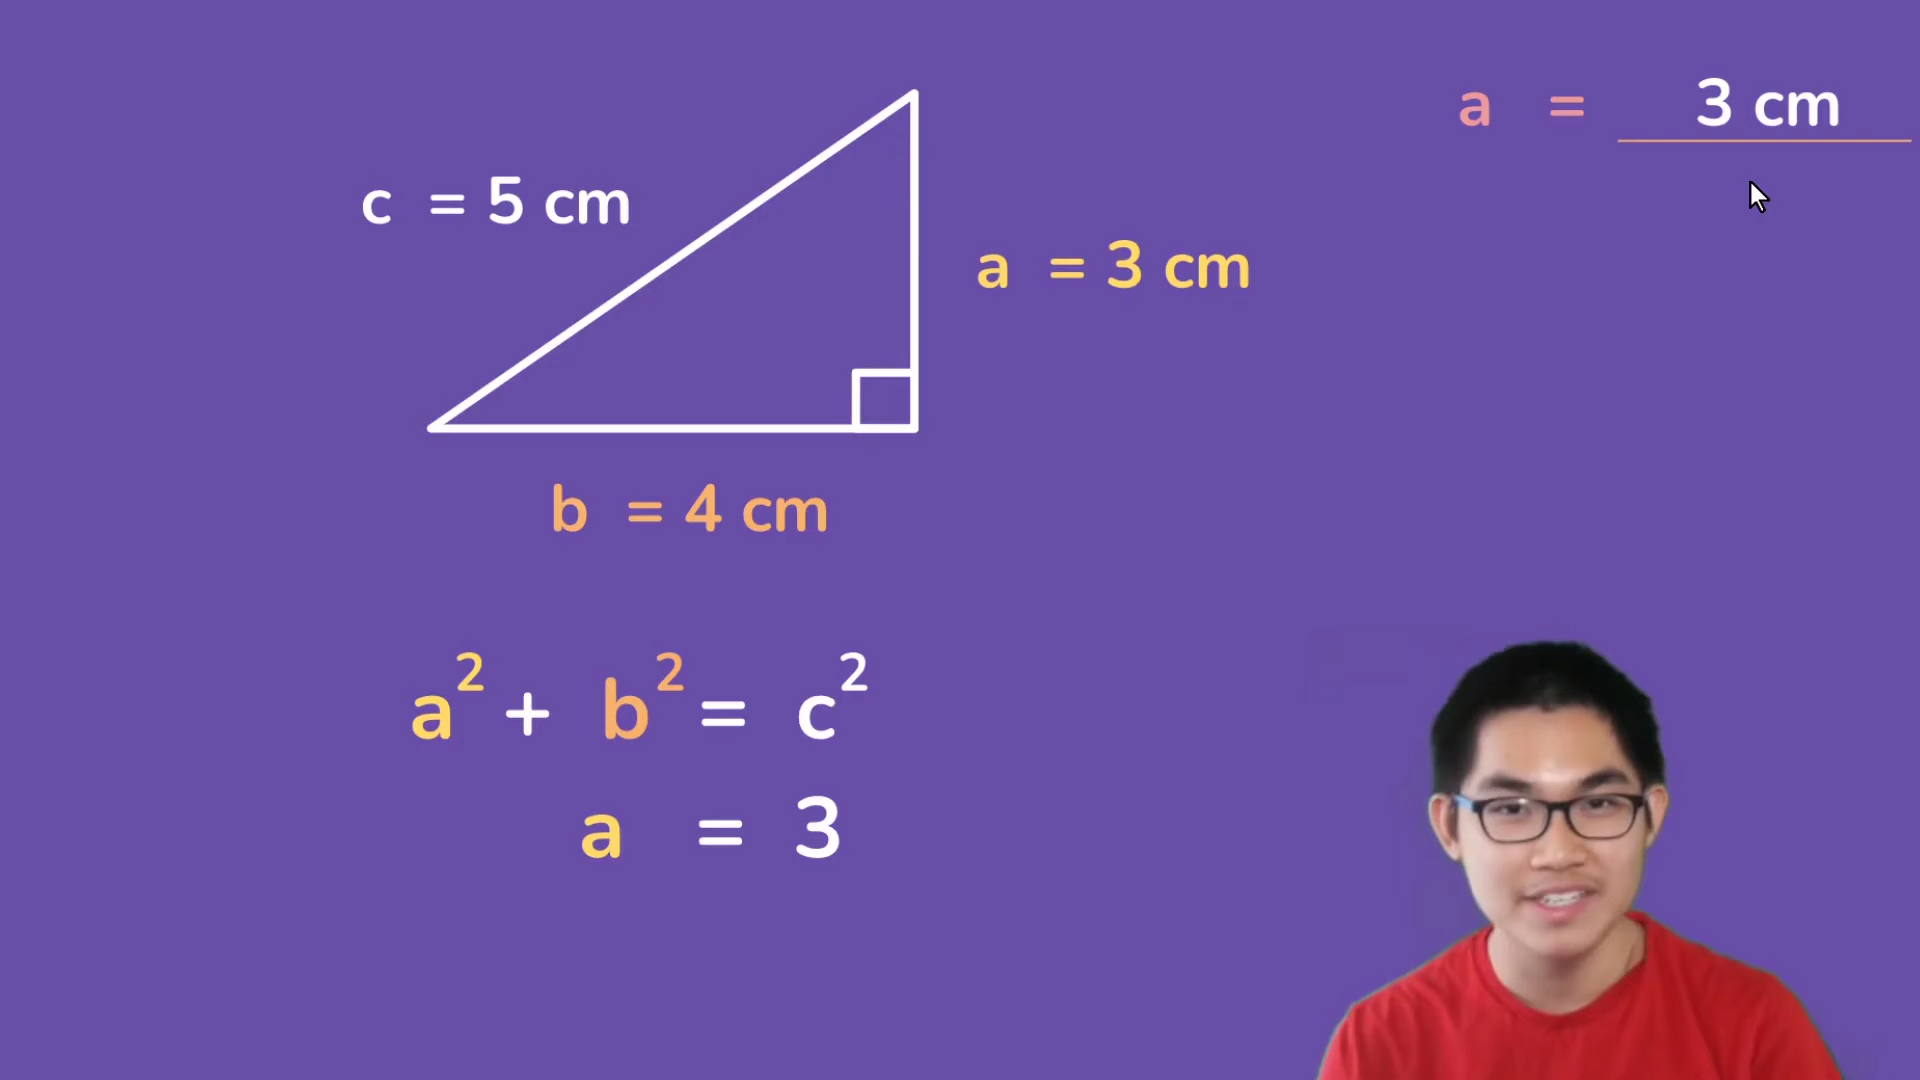 a = 3 cm
c = 5 cm
a = 3 cm
b = 4 cm
a² + b² = c²
a = 3